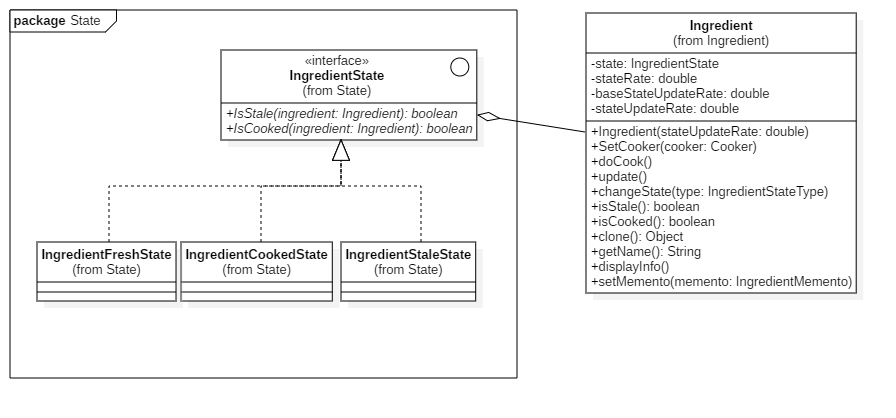 package State
«interface»
IngredientState
(from State)
+IsStale(ingredient: Ingredient): boolean
+IsCooked(ingredient: Ingredient): boolean
IngredientFreshState
(from State)
IngredientCookedState
(from State)
IngredientStaleState
(from State)
Ingredient
(from Ingredient)
-state: IngredientState
-stateRate: double
-baseStateUpdateRate: double
-stateUpdateRate: double
+Ingredient(stateUpdateRate: double)
+SetCooker(cooker: Cooker)
+doCook()
+update()
+changeState(type: IngredientStateType)
+isStale(): boolean
+isCooked(): boolean
+clone(): Object
+getName(): String
+displayInfo()
+setMemento(memento: IngredientMemento)